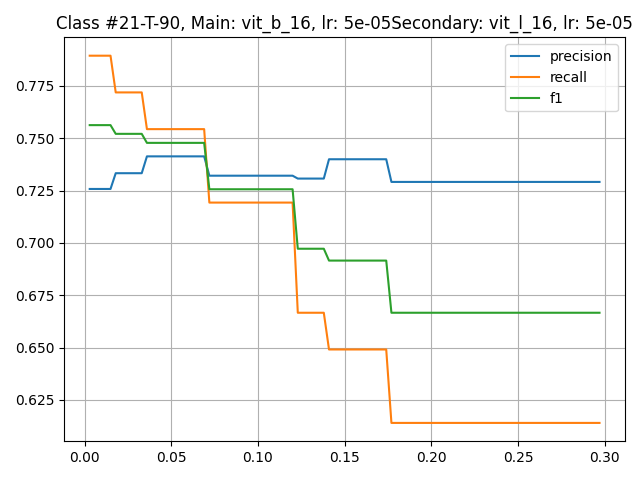 Class #21-T-90, Main: vit_b_16, lr: 5e-05Secondary: vit_l_16, lr: 5e-05
precision
recall
f1
0.775
0.750
0.725
0.700
0.675
0.650
0.625
0.00 0.05 0.10 0.15 0.20 0.25 0.30